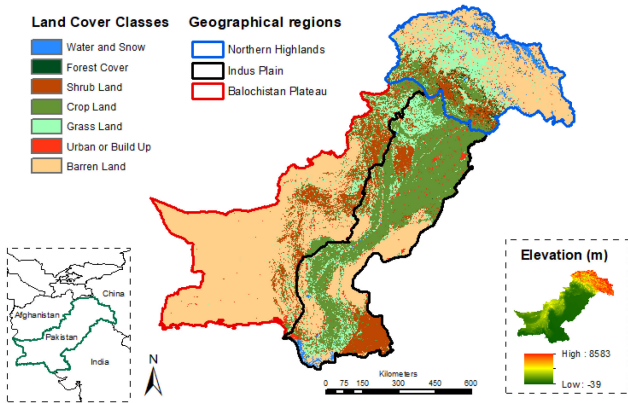 Land Cover Classes
Water and Snow
Forest Cover
Shrub Land
Crop Land
Grass Land
Urban or Build Up
Barren Land
Geographical regions
Northern Highlands
Indus Plain
Balochistan Plateau
China
Afghanistan
Pakistan
India
N
Kilometers
0 75 150 300 450 600
Elevation (m)
High : 8583
Low : -39